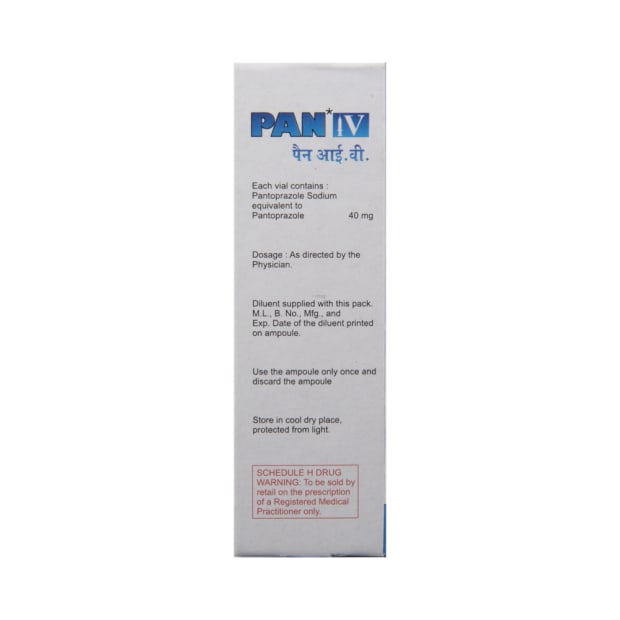 PAN* IV
पैन आई.वी.
Each vial contains :
Pantoprazole Sodium
equivalent to
Pantoprazole 40 mg
Dosage : As directed by the
Physician.
Diluent supplied with this pack.
M.L., B. No., Mfg., and
Exp. Date of the diluent printed
on ampoule.
Use the ampoule only once and
discard the ampoule
Store in cool dry place,
protected from light.
SCHEDULE H DRUG
WARNING: To be sold by
retail on the prescription
of a Registered Medical
Practitioner only.